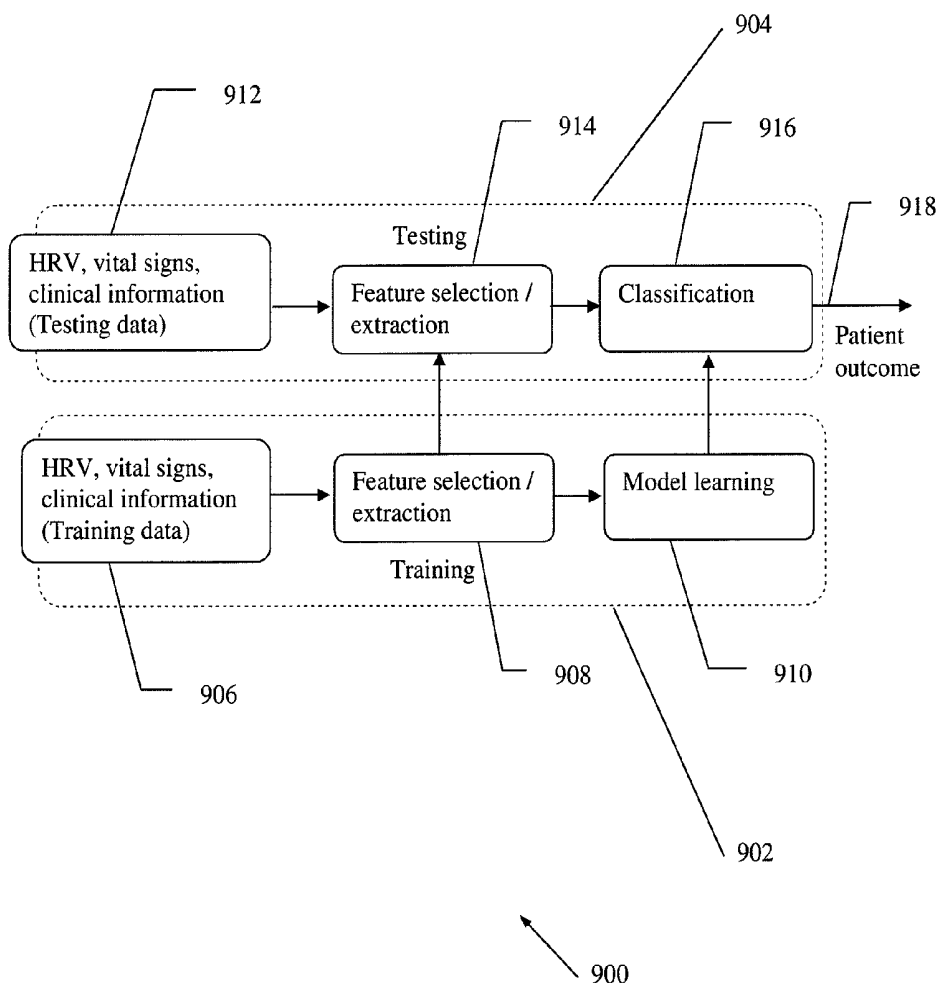 904
912
914
916
918
Testing
HRV, vital signs,
clinical information
(Testing data)
Feature selection /
extraction
Classification
Patient
outcome
HRV, vital signs,
clinical information
(Training data)
Feature selection /
extraction
Model learning
Training
906
908
910
902
900